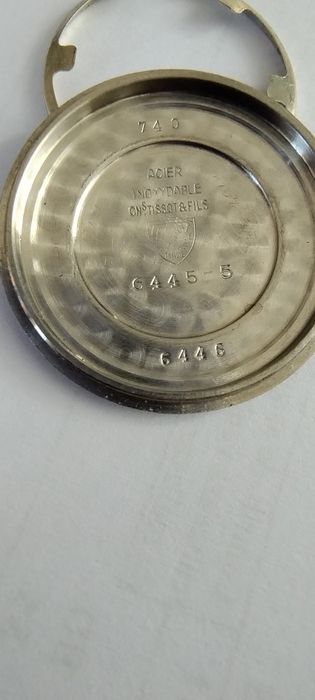 740
ACIER
INOXYDABLE
CHS TISSOT & FILS
6445-5
6446